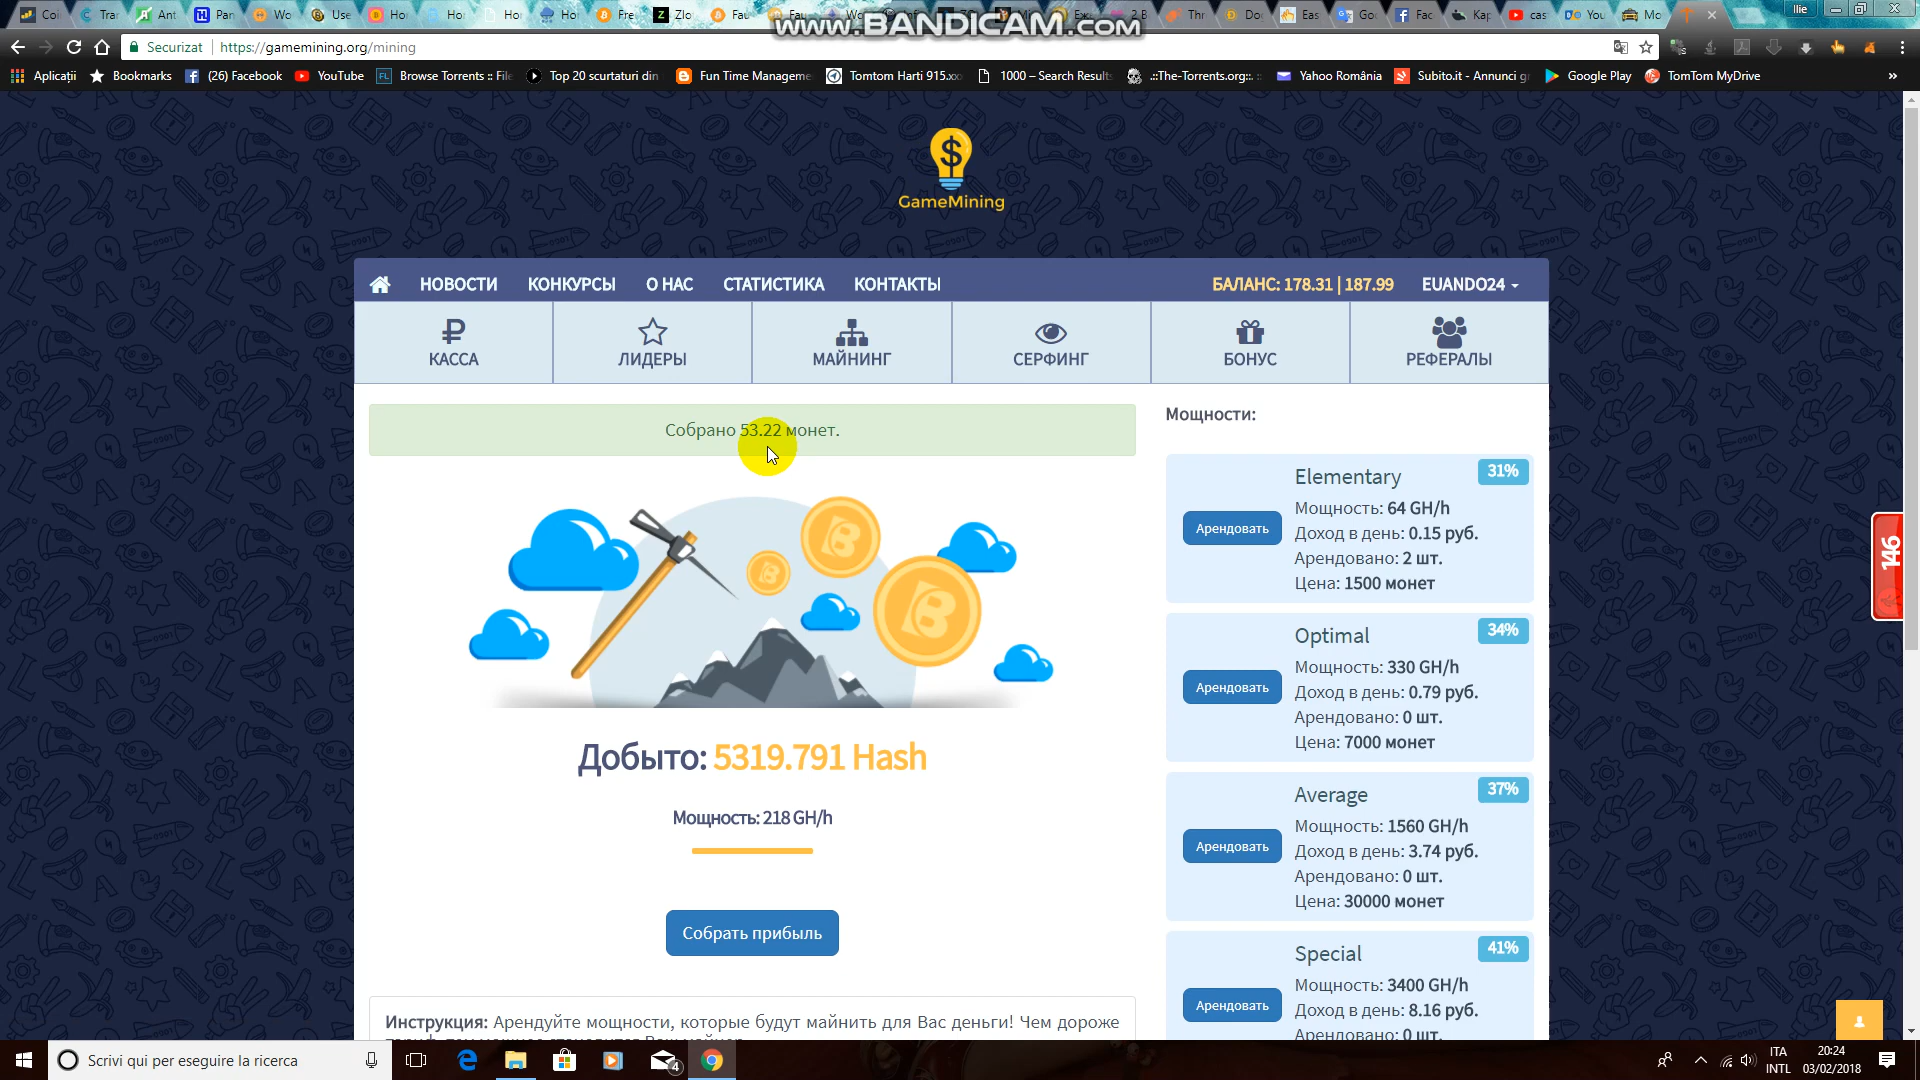 www.BANDICAM.com
Ilie
Securizat https://gamemining.org/mining
Aplicații Bookmarks (26) Facebook YouTube Browse Torrents :: File Top 20 scurtaturi din Fun Time Manageme Tomtom Harti 915.xx 1000 – Search Results .::The-Torrents.org::. Yahoo România Subito.it - Annunci gr Google Play TomTom MyDrive »
GameMining
НОВОСТИ КОНКУРСЫ О НАС СТАТИСТИКА КОНТАКТЫ БАЛАНС: 178.31 | 187.99 EUANDO24
КАССА ЛИДЕРЫ МАЙНИНГ СЕРФИНГ БОНУС РЕФЕРАЛЫ
Собрано 53.22 монет.
Добыто: 5319.791 Hash
Мощность: 218 GH/h
Собрать прибыль
Инструкция: Арендуйте мощности, которые будут майнить для Вас деньги! Чем дороже
Мощности:
Elementary 31%
Мощность: 64 GH/h
Арендовать
Доход в день: 0.15 руб.
Арендовано: 2 шт.
Цена: 1500 монет
Optimal 34%
Мощность: 330 GH/h
Арендовать
Доход в день: 0.79 руб.
Арендовано: 0 шт.
Цена: 7000 монет
Average 37%
Мощность: 1560 GH/h
Арендовать
Доход в день: 3.74 руб.
Арендовано: 0 шт.
Цена: 30000 монет
Special 41%
Мощность: 3400 GH/h
Арендовать
Доход в день: 8.16 руб.
Арендовано: 0 шт.
146
Scrivi qui per eseguire la ricerca
4
ITA
INTL
20:24
03/02/2018